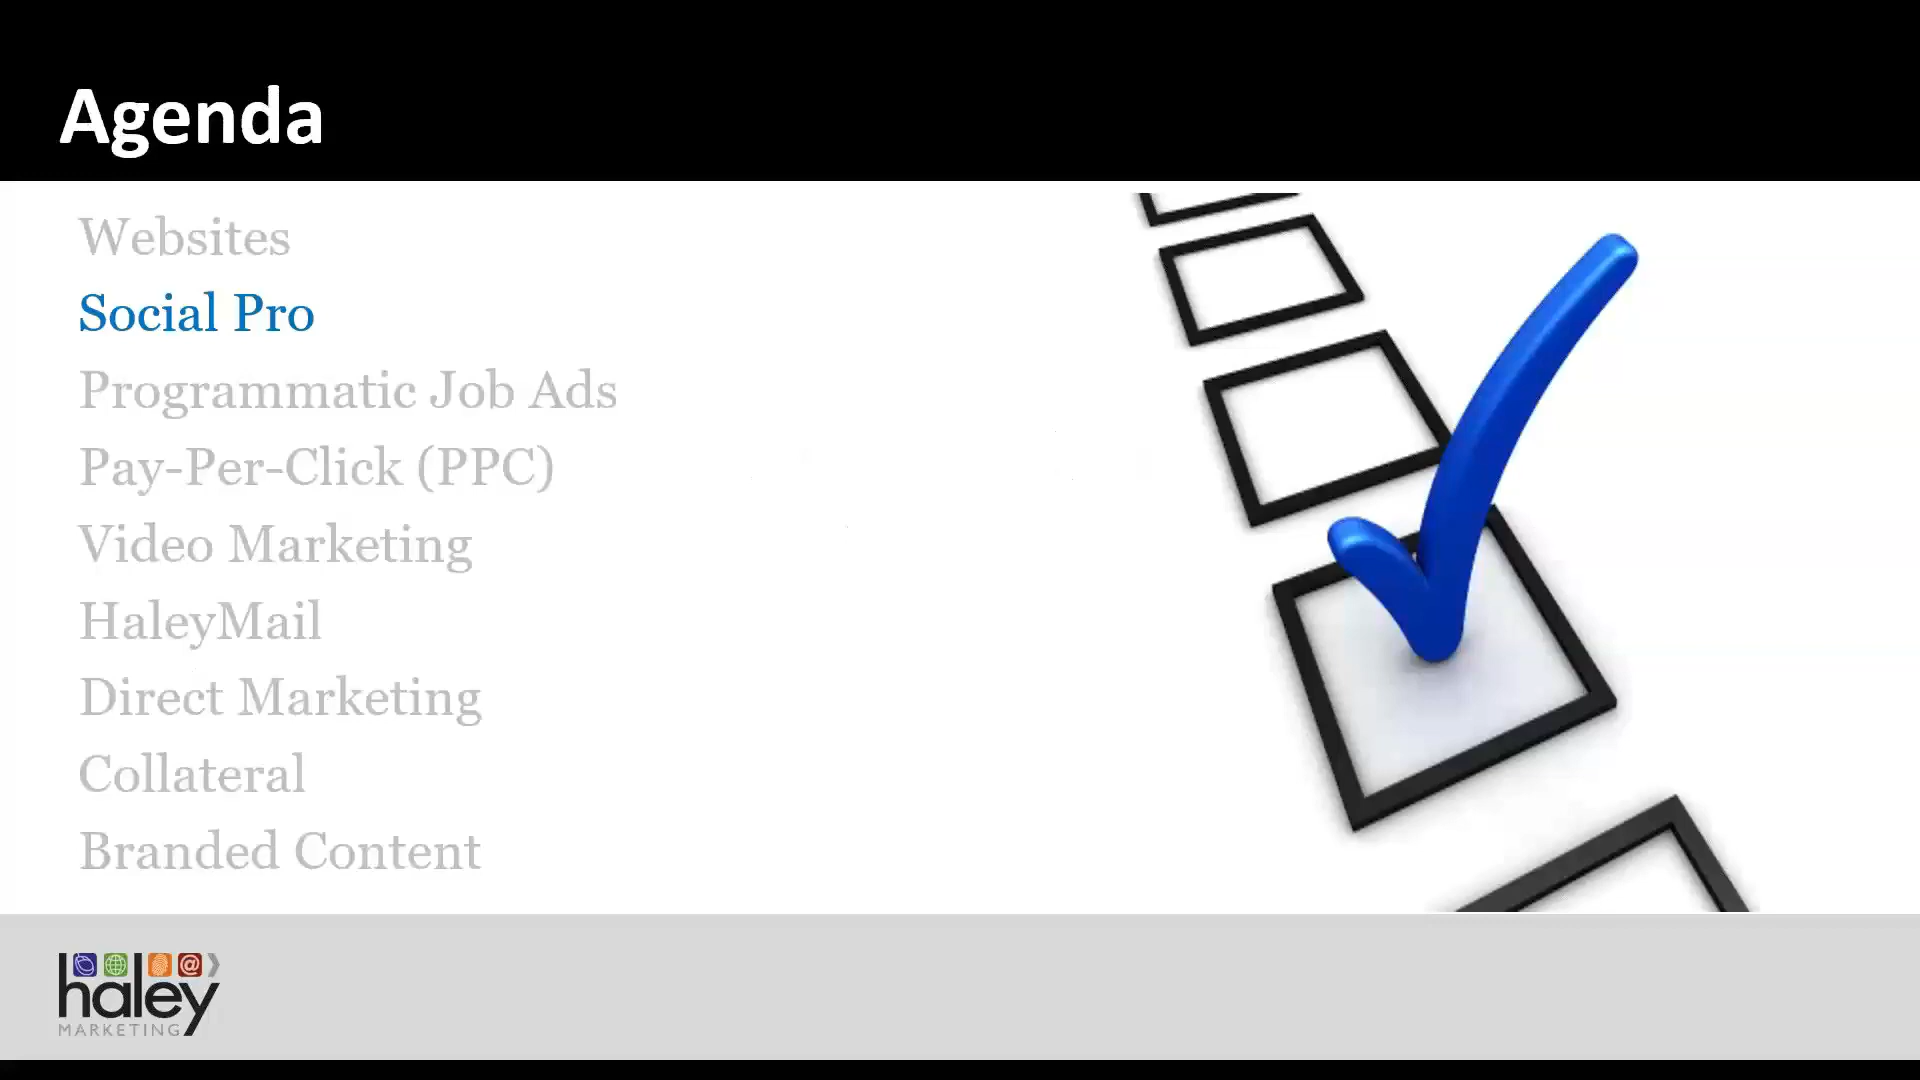 Agenda
Websites
Social Pro
Programmatic Job Ads
Pay-Per-Click (PPC)
Video Marketing
HaleyMail
Direct Marketing
Collateral
Branded Content
haley
MARKETING